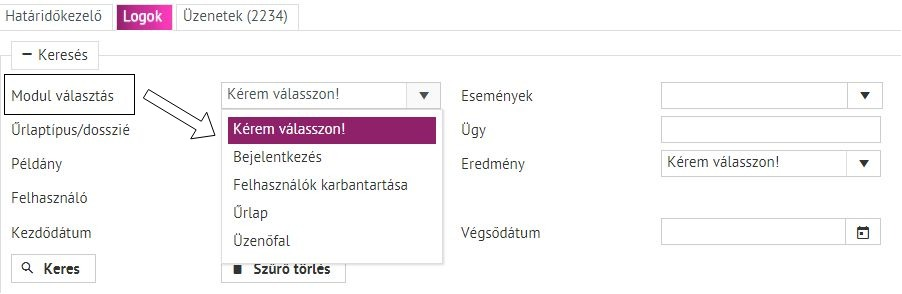 Határidőkezelő Logok Üzenetek (2234)
Keresés
Modul választás Kérem válasszon! Események
Űrlaptípus/dosszié Kérem válasszon! Ügy
Bejelentkezés
Példány Eredmény Kérem válasszon!
Felhasználók karbantartása
Felhasználó
Űrlap
Kezdődátum Végsődátum
Üzenőfal
Keres Szűrő törlés